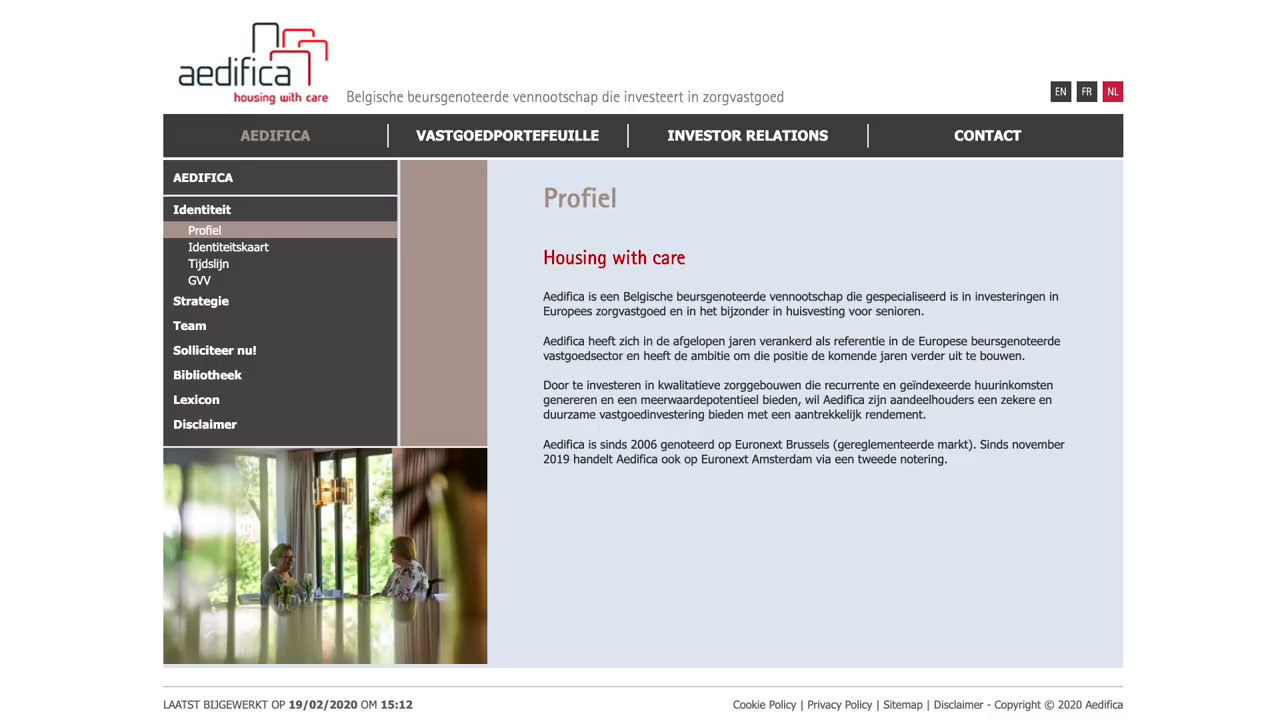 aedifica
housing with care
Belgische beursgenoteerde vennootschap die investeert in zorgvastgoed
EN FR NL
AEDIFICA VASTGOEDPORTEFEUILLE INVESTOR RELATIONS CONTACT
AEDIFICA
Identiteit
Profiel
Identiteitskaart
Tijdslijn
GVV
Strategie
Team
Solliciteer nu!
Bibliotheek
Lexicon
Disclaimer
Profiel
Housing with care
Aedifica is een Belgische beursgenoteerde vennootschap die gespecialiseerd is in investeringen in
Europees zorgvastgoed en in het bijzonder in huisvesting voor senioren.
Aedifica heeft zich in de afgelopen jaren verankerd als referentie in de Europese beursgenoteerde
vastgoedsector en heeft de ambitie om die positie de komende jaren verder uit te bouwen.
Door te investeren in kwalitatieve zorggebouwen die recurrente en geïndexeerde huurinkomsten
genereren en een meerwaardepotentieel bieden, wil Aedifica zijn aandeelhouders een zekere en
duurzame vastgoedinvestering bieden met een aantrekkelijk rendement.
Aedifica is sinds 2006 genoteerd op Euronext Brussels (gereglementeerde markt). Sinds november
2019 handelt Aedifica ook op Euronext Amsterdam via een tweede notering.
LAATST BIJGEWERKT OP 19/02/2020 OM 15:12
Cookie Policy | Privacy Policy | Sitemap | Disclaimer - Copyright © 2020 Aedifica